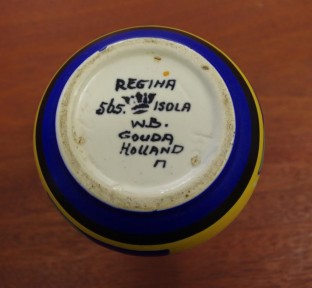 REGINA
565. ISOLA
W.B.
GOUDA
HOLLAND